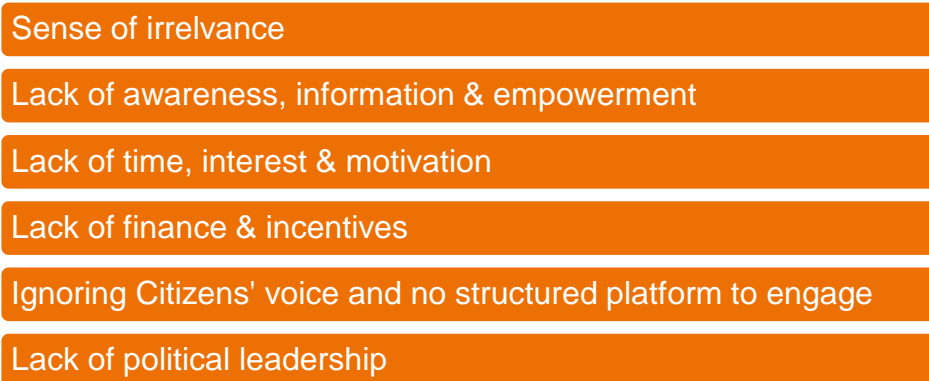 Sense of irrelvance
Lack of awareness, information & empowerment
Lack of time, interest & motivation
Lack of finance & incentives
Ignoring Citizens' voice and no structured platform to engage
Lack of political leadership